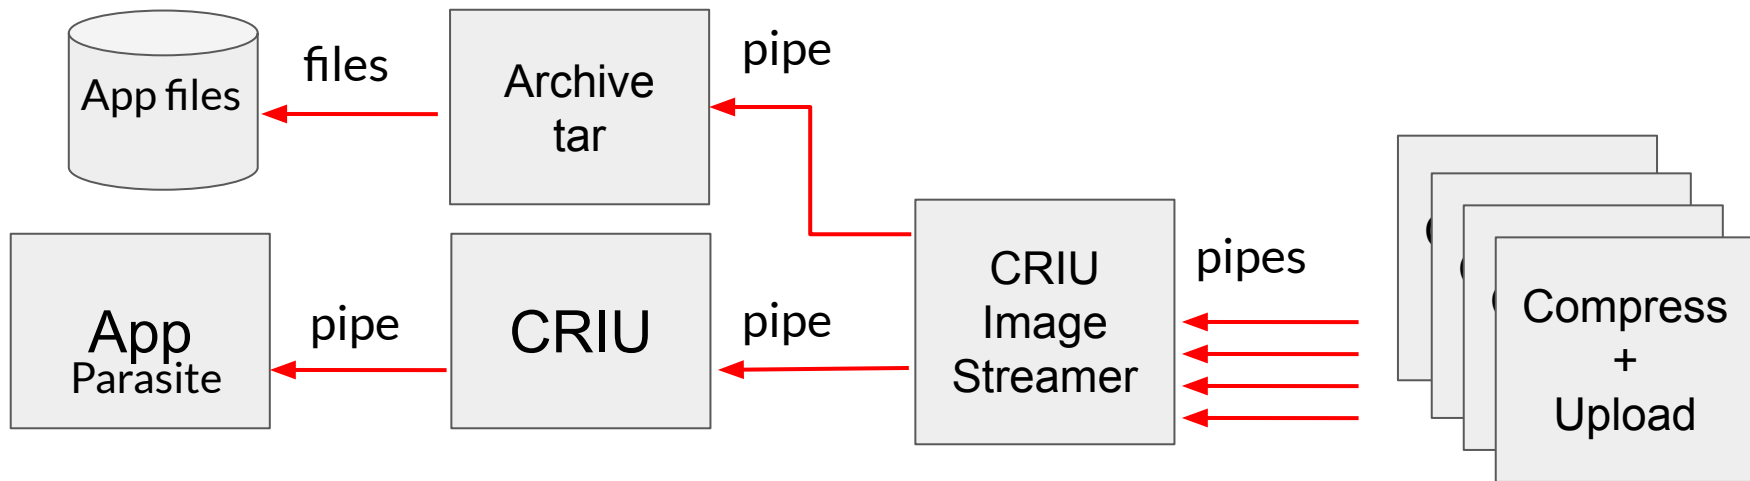 App files
files
Archive
tar
pipe
App
Parasite
pipe
CRIU
pipe
CRIU
Image
Streamer
pipes
Compress
+
Upload